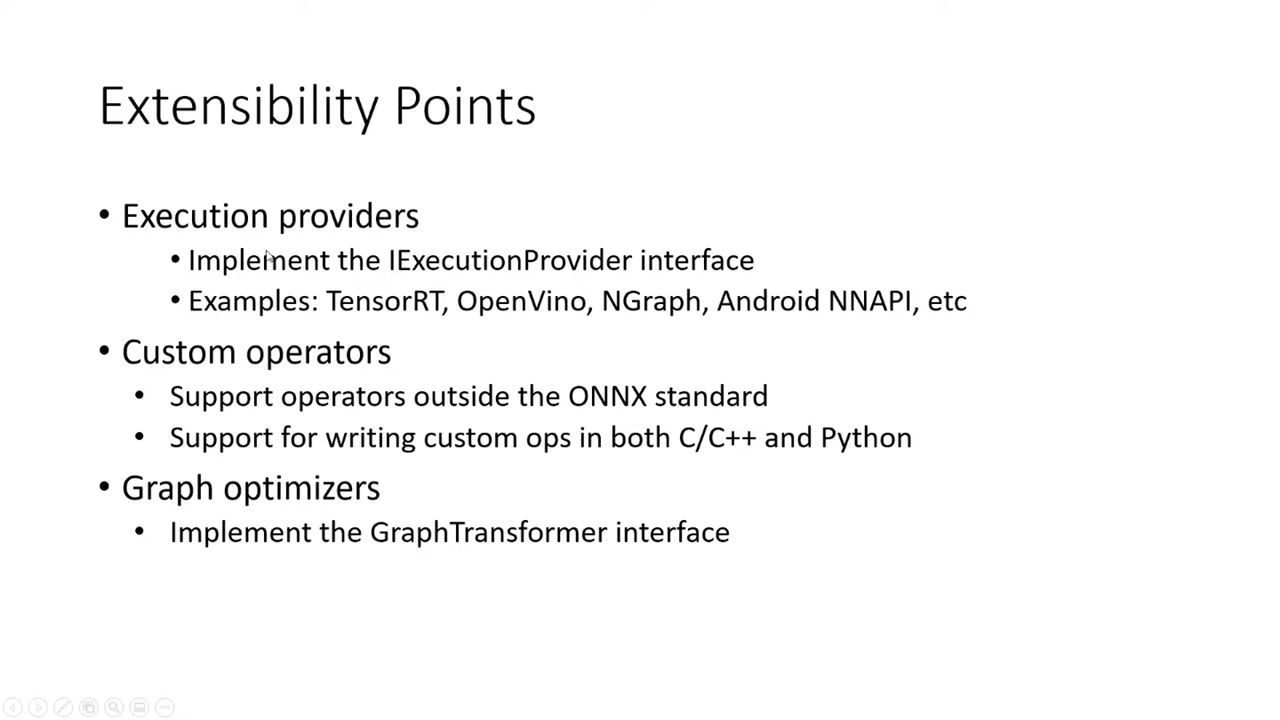 Extensibility Points
• Execution providers
• Implement the IExecutionProvider interface
• Examples: TensorRT, OpenVino, NGraph, Android NNAPI, etc
• Custom operators
• Support operators outside the ONNX standard
• Support for writing custom ops in both C/C++ and Python
• Graph optimizers
• Implement the GraphTransformer interface